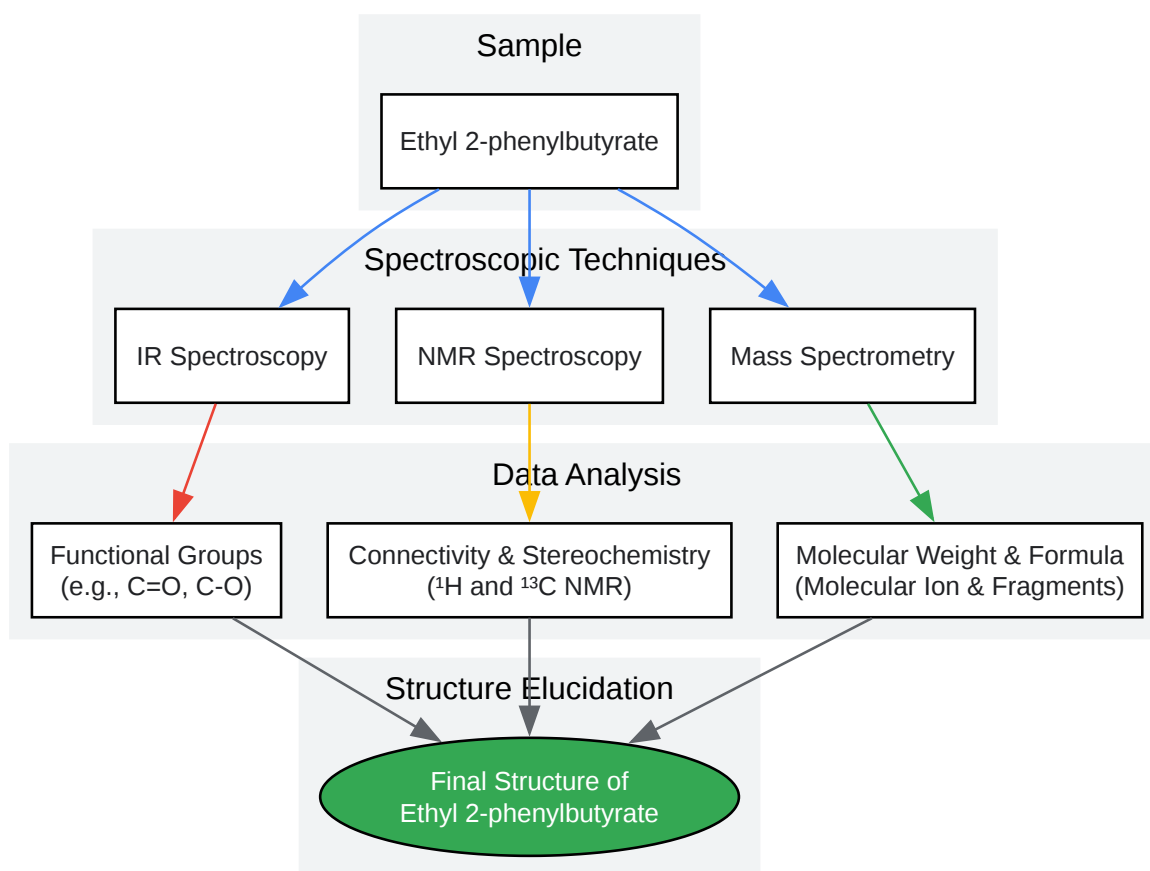 Sample
Ethyl 2-phenylbutyrate
Spectroscopic Techniques
IR Spectroscopy
NMR Spectroscopy
Mass Spectrometry
Data Analysis
Functional Groups
(e.g., C=O, C-O)
Connectivity & Stereochemistry
(¹H and ¹³C NMR)
Molecular Weight & Formula
(Molecular Ion & Fragments)
Structure Elucidation
Final Structure of
Ethyl 2-phenylbutyrate